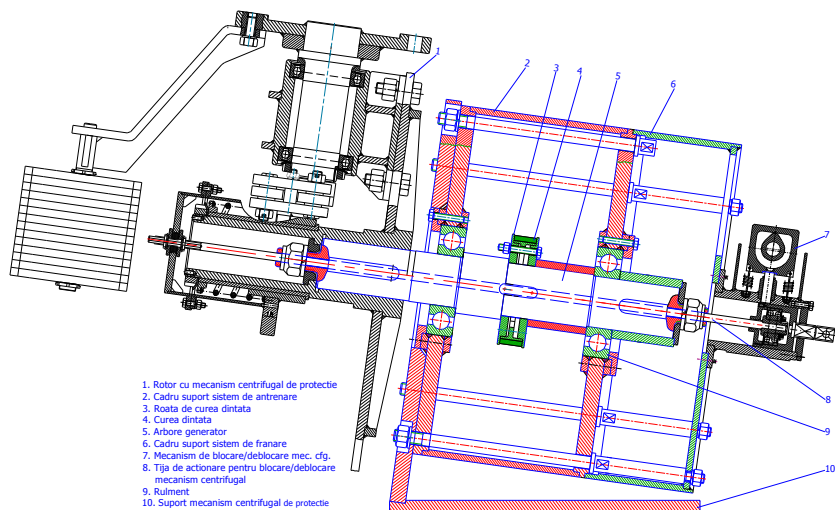 1
2
3
4
5
6
7
8
9
10
1. Rotor cu mecanism centrifugal de protectie
2. Cadru suport sistem de antrenare
3. Roata de curea dintata
4. Curea dintata
5. Arbore generator
6. Cadru suport sistem de franare
7. Mecanism de blocare/deblocare mec. cfg.
8. Tija de actionare pentru blocare/deblocare
mecanism centrifugal
9. Rulment
10. Suport mecanism centrifugal de protectie